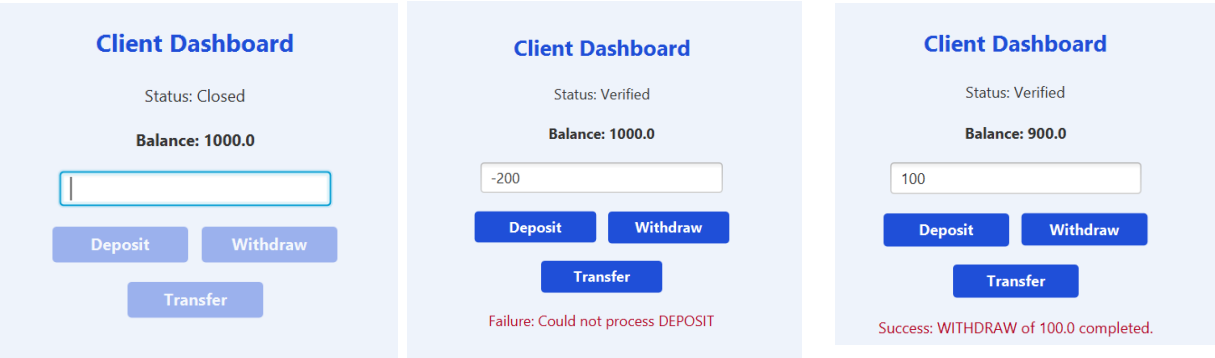 Client Dashboard
Status: Closed
Balance: 1000.0
Deposit Withdraw
Transfer
Client Dashboard
Status: Verified
Balance: 1000.0
-200
Deposit Withdraw
Transfer
Failure: Could not process DEPOSIT
Client Dashboard
Status: Verified
Balance: 900.0
100
Deposit Withdraw
Transfer
Success: WITHDRAW of 100.0 completed.